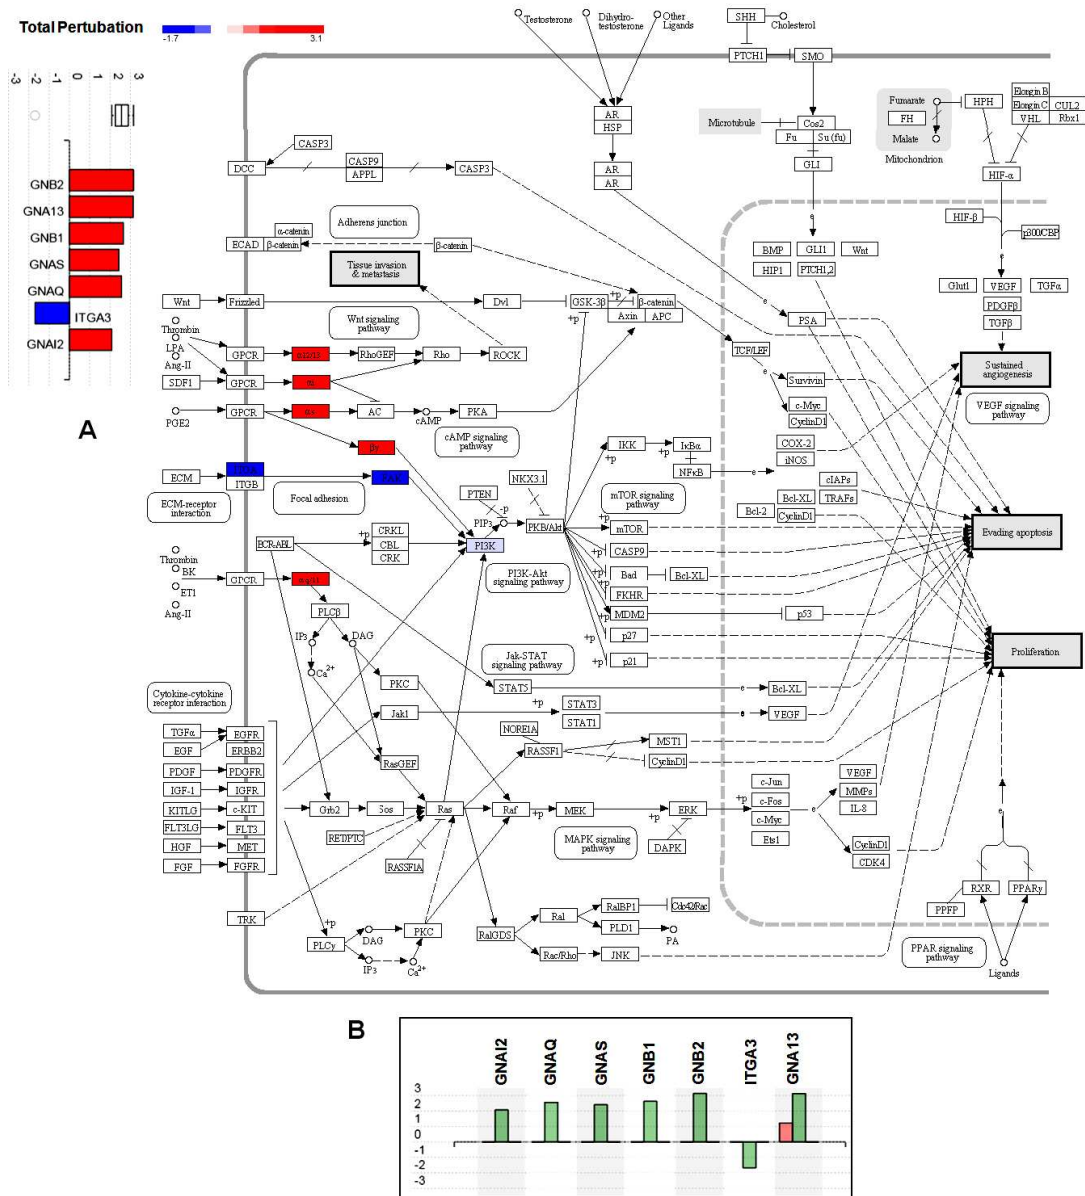 Total Pertubation
-1.7
3.1
-3
-2
-1
0
1
2
3
GNB2
GNA13
GNB1
GNAS
GNAQ
ITGA3
GNAI2
A
Testosterone
Dihydro-
testosterone
Other
Ligands
SHH
Cholesterol
PTCH1
SMO
AR
HSP
AR
AR
Microtubule
Cos2
Fu
Su (fu)
GLI
e
Fumarate
FH
Malate
Mitochondrion
HPH
Elongin B
Elongin C
CUL2
VHL
Rbx1
HIF-α
HIF-β
p300/CBP
e
CASP3
DCC
CASP9
APPL
CASP3
Adherens junction
α-catenin
ECAD
β-catenin
β-catenin
Tissue invasion
& metastasis
BMP
GLI1
Wnt
HIP1
PTCH1,2
Glut1
VEGF
TGFα
PDGFβ
TGFβ
Wnt
Frizzled
Dvl
GSK-3β
+p
β-catenin
Axin
APC
+p
Wnt signaling
pathway
e
PSA
Thrombin
LPA
Ang-II
GPCR
α12/13
RhoGEF
Rho
ROCK
TCF/LEF
e
Survivin
Sustained
angiogenesis
SDF1
GPCR
αi
c-Myc
CyclinD1
VEGF signaling
pathway
PGE2
GPCR
αs
AC
cAMP
PKA
cAMP signaling
pathway
βγ
IKK
IκBα
+p
+p
NFκB
e
COX-2
iNOS
ECM
ITGA
ITGB
FAK
ECM-receptor
interaction
Focal adhesion
PTEN
NKX3.1
-p
PIP3
PKB/Akt
mTOR signaling
pathway
cIAPs
Bcl-XL
TRAFs
Bcl-2
CyclinD1
Evading apoptosis
BCR-ABL
+p
CRKL
CBL
CRK
PI3K
PI3K-Akt
signaling pathway
+p
mTOR
+p
CASP9
+p
Bad
Bcl-XL
+p
FKHR
+p
MDM2
p53
+p
p27
+p
p21
Thrombin
BK
ET1
Ang-II
GPCR
αq/11
PLCβ
IP3
DAG
Ca2+
Jak-STAT
signaling pathway
Proliferation
PKC
STAT5
e
Bcl-XL
Cytokine-cytokine
receptor interaction
Jak1
+p
STAT3
STAT1
e
VEGF
TGFα
EGFR
EGF
ERBB2
PDGF
PDGFR
IGF-1
IGFR
KITLG
c-KIT
FLT3LG
FLT3
HGF
MET
FGF
FGFR
NORE1A
RASSF1
MST1
CyclinD1
RasGEF
Grb2
Sos
Ras
Raf
+p
MEK
+p
ERK
+p
RET/PTC
RASSF1A
DAPK
MAPK signaling
pathway
c-Jun
c-Fos
c-Myc
Ets1
e
VEGF
MMPs
IL-8
CyclinD1
CDK4
e
TRK
+p
PLCγ
DAG
IP3
Ca2+
PKC
RalGDS
Ral
RalBP1
Cdc42/Rac
PLD1
PA
Rac/Rho
JNK
RXR
PPARγ
PPFP
PPAR signaling
pathway
Ligands
B
GNAI2
GNAQ
GNAS
GNB1
GNB2
ITGA3
GNA13
3
2
1
0
-1
-2
-3